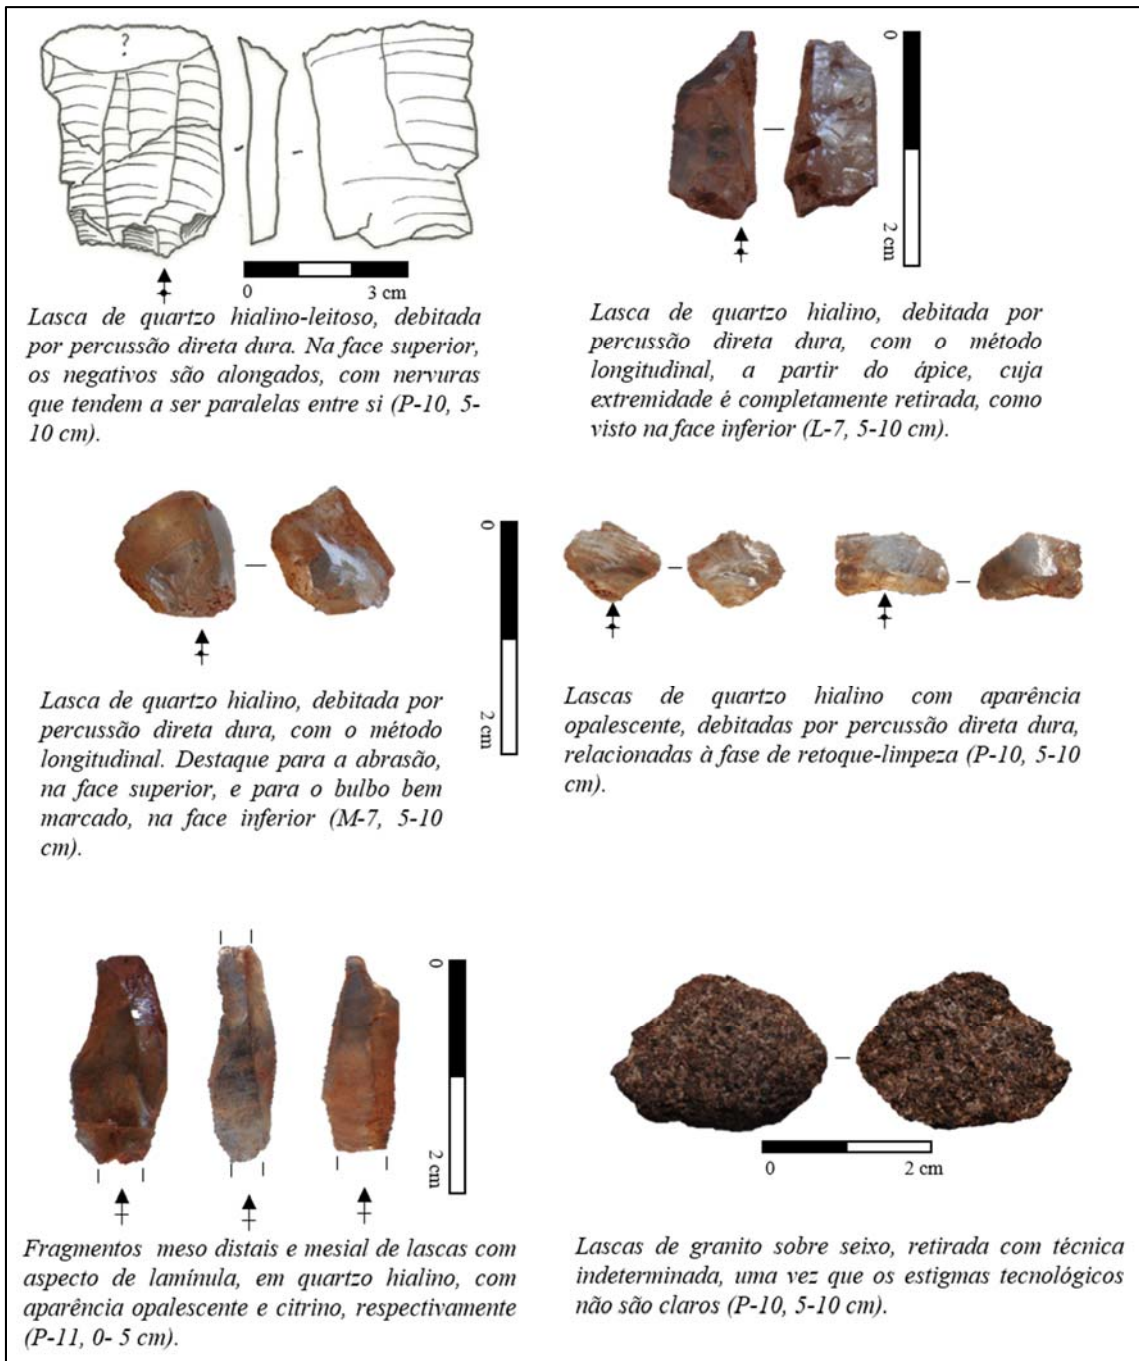 ?
0 3 cm
0
2 cm
Lasca de quartzo hialino-leitoso, debitada
por percussão direta dura. Na face superior,
os negativos são alongados, com nervuras
que tendem a ser paralelas entre si (P-10, 5-
10 cm).
Lasca de quartzo hialino, debitada por
percussão direta dura, com o método
longitudinal, a partir do ápice, cuja
extremidade é completamente retirada, como
visto na face inferior (L-7, 5-10 cm).
0
2 cm
Lasca de quartzo hialino, debitada por
percussão direta dura, com o método
longitudinal. Destaque para a abrasão,
na face superior, e para o bulbo bem
marcado, na face inferior (M-7, 5-10
cm).
Lascas de quartzo hialino com aparência
opalescente, debitadas por percussão direta dura,
relacionadas à fase de retoque-limpeza (P-10, 5-10
cm).
0
2 cm
0 2 cm
Fragmentos meso distais e mesial de lascas com
aspecto de lamínula, em quartzo hialino, com
aparência opalescente e citrino, respectivamente
(P-11, 0- 5 cm).
Lascas de granito sobre seixo, retirada com técnica
indeterminada, uma vez que os estigmas tecnológicos
não são claros (P-10, 5-10 cm).